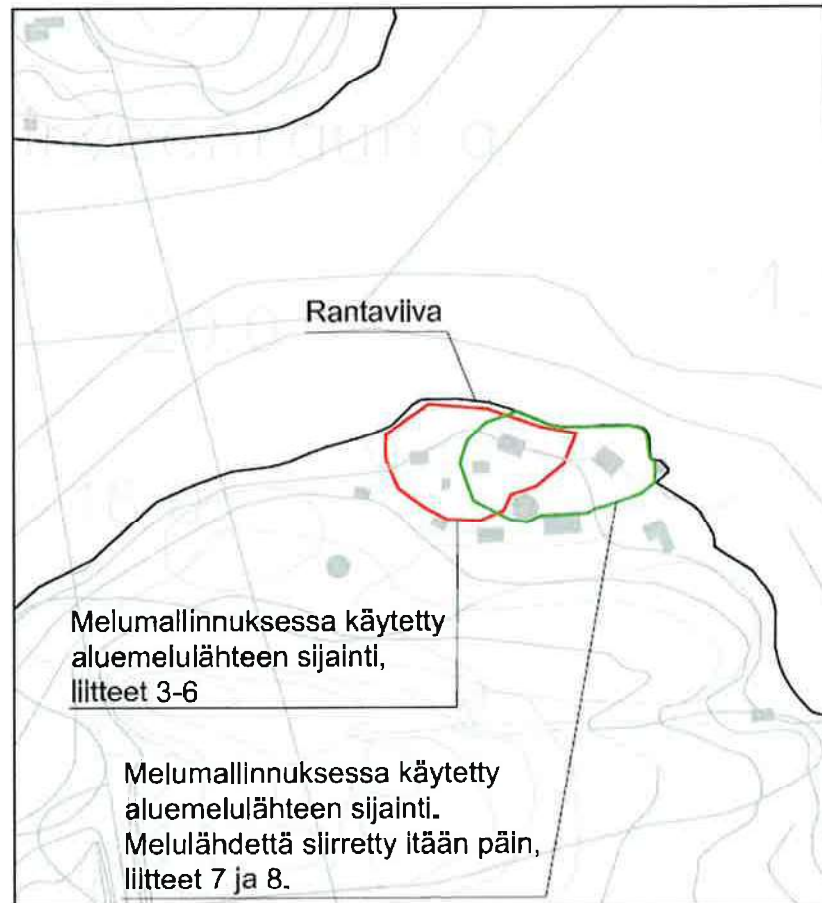 Rantaviiva
Melumallinnuksessa käytetty
aluemelulähteen sijainti,
liitteet 3-6
Melumallinnuksessa käytetty
aluemelulähteen sijainti.
Melulähdettä siirretty itään päin,
liitteet 7 ja 8.